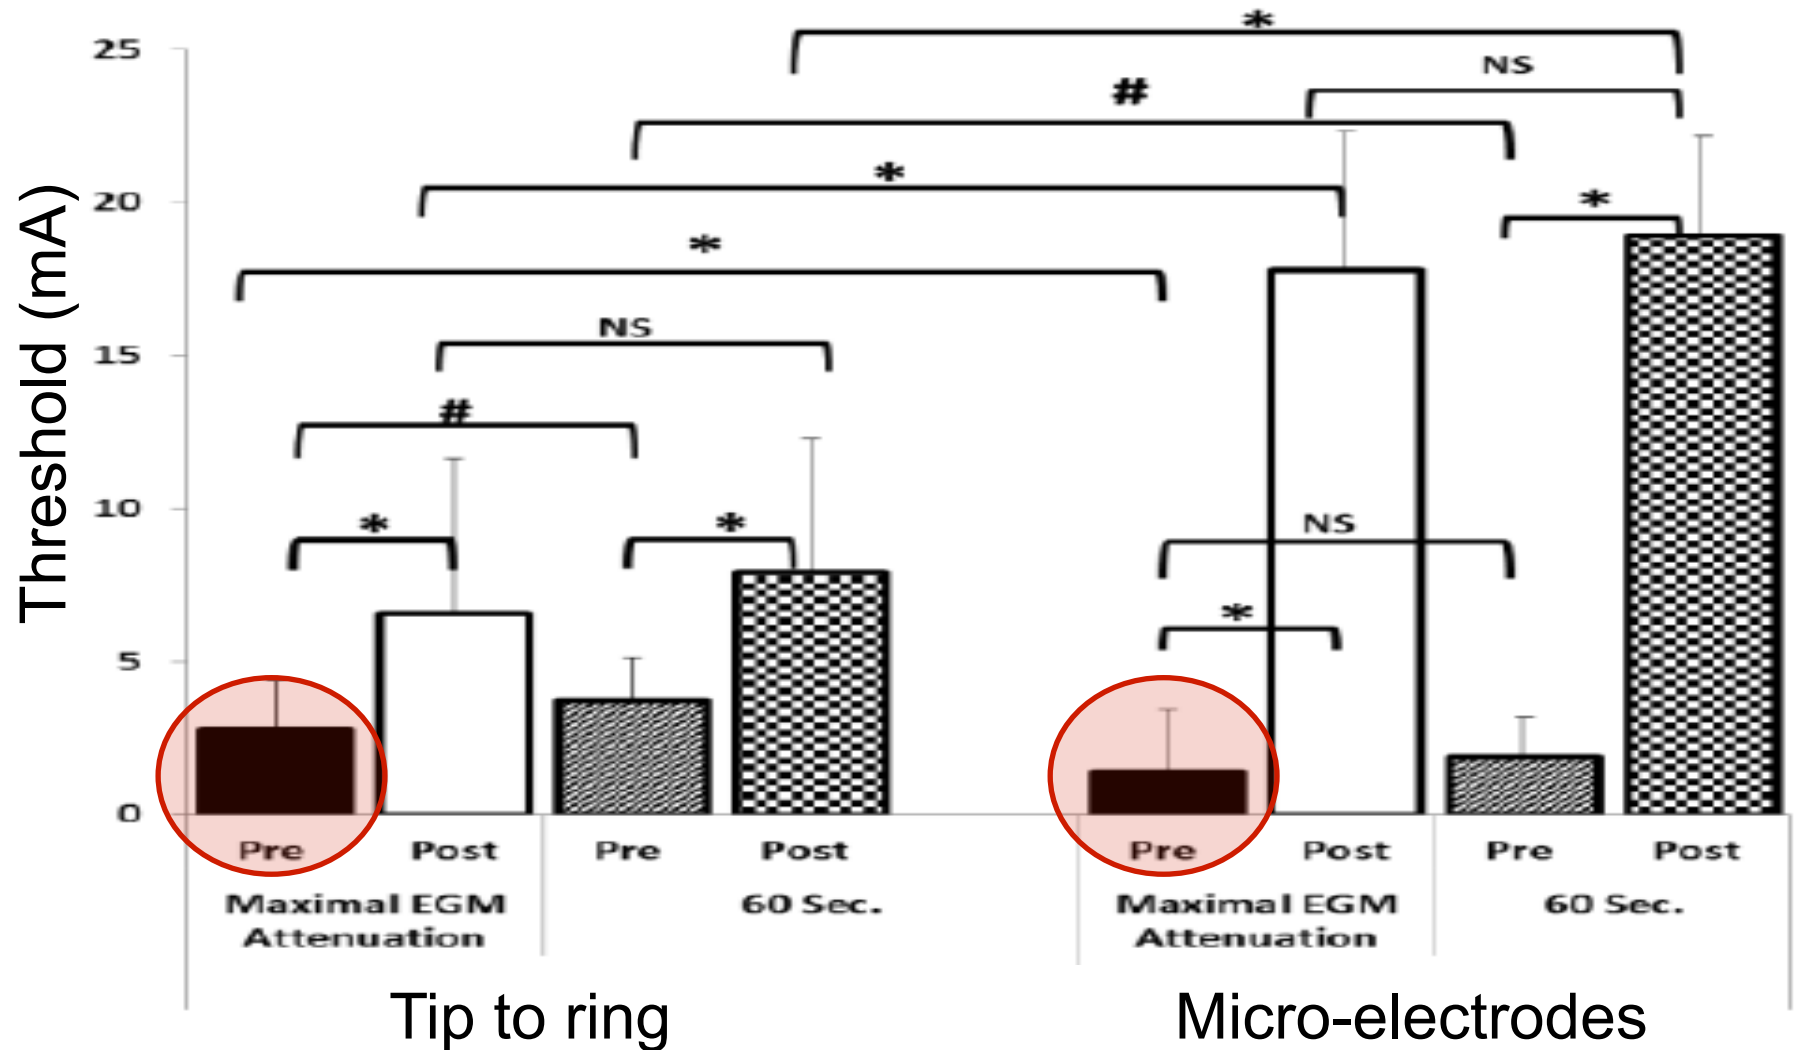 *
25
NS
#
*
20
*
*
15
NS
#
10
*
*
NS
*
5
0
Threshold (mA)
Pre
Post
Pre
Post
Pre
Post
Pre
Post
Maximal EGM
Attenuation
60 Sec.
Maximal EGM
Attenuation
60 Sec.
Tip to ring
Micro-electrodes